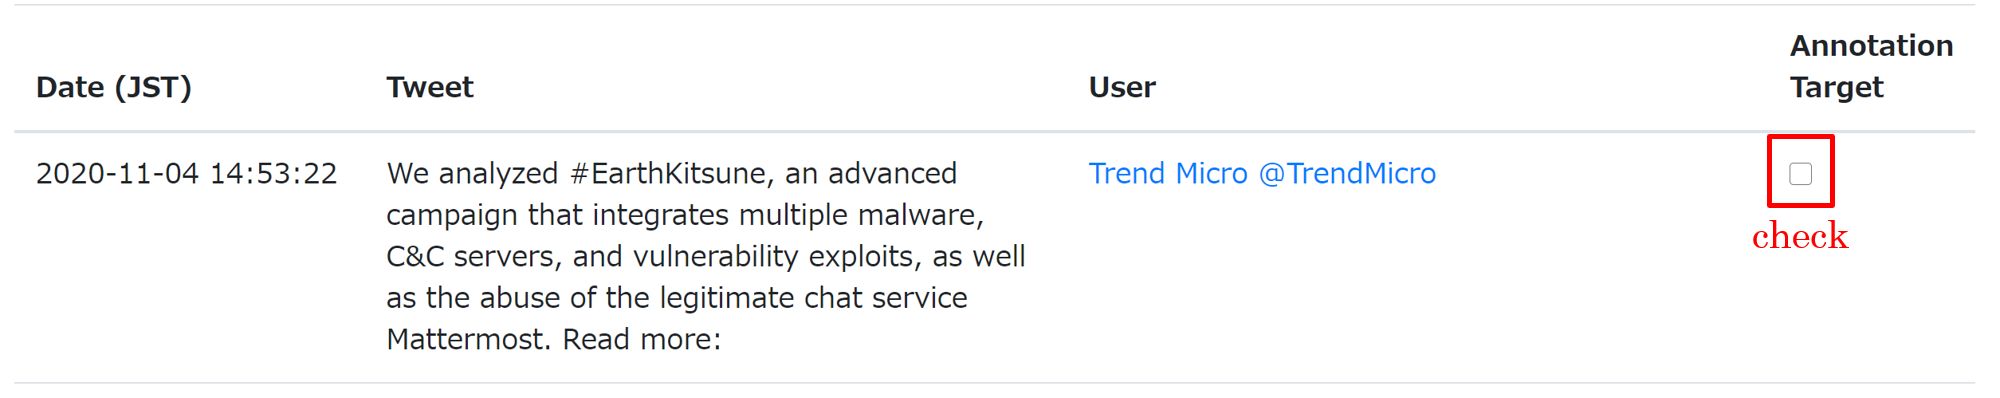 Date (JST) Tweet User Annotation Target
2020-11-04 14:53:22 We analyzed #EarthKitsune, an advanced Trend Micro @TrendMicro
campaign that integrates multiple malware,
C&C servers, and vulnerability exploits, as well
as the abuse of the legitimate chat service
Mattermost. Read more:
check